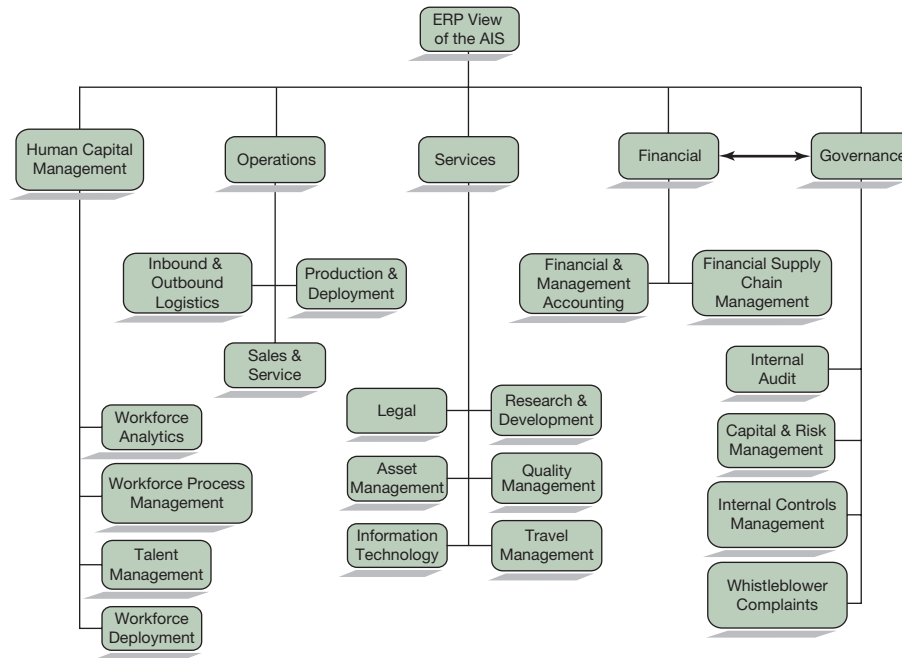 ERP View
of the AIS
Human Capital
Management
Operations
Services
Financial
Governance
Inbound &
Outbound
Logistics
Production &
Deployment
Sales &
Service
Financial &
Management
Accounting
Financial Supply
Chain
Management
Workforce
Analytics
Workforce Process
Management
Talent
Management
Workforce
Deployment
Legal
Research &
Development
Asset
Management
Quality
Management
Information
Technology
Travel
Management
Internal
Audit
Capital & Risk
Management
Internal Controls
Management
Whistleblower
Complaints